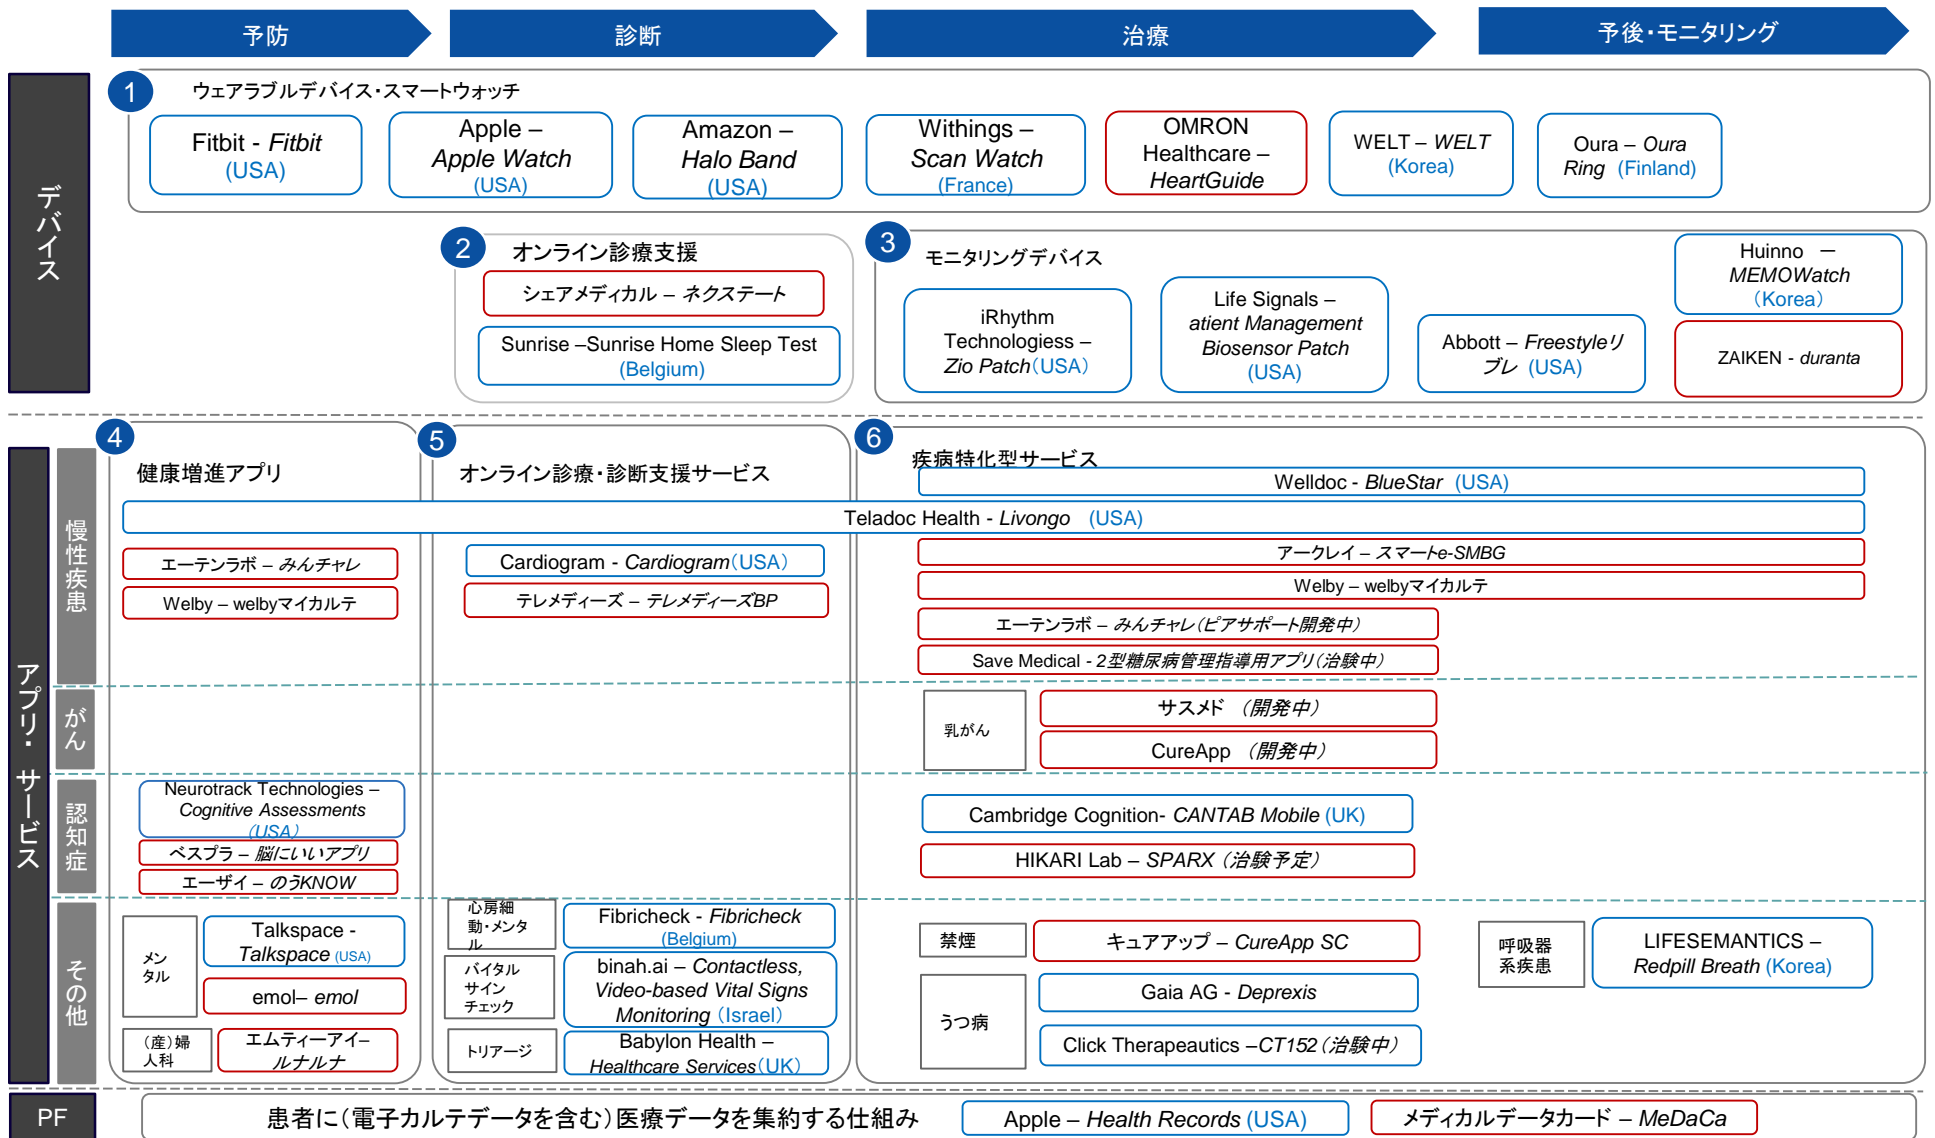 予防
診断
治療
予後・モニタリング
デバイス
1
ウェアラブルデバイス・スマートウォッチ
Fitbit - Fitbit
(USA)
Apple –
Apple Watch
(USA)
Amazon –
Halo Band
(USA)
Withings –
Scan Watch
(France)
OMRON
Healthcare –
HeartGuide
WELT – WELT
(Korea)
Oura – Oura
Ring (Finland)
2
オンライン診療支援
シェアメディカル – ネクステート
Sunrise –Sunrise Home Sleep Test
(Belgium)
3
モニタリングデバイス
iRhythm
Technologiess –
Zio Patch(USA)
Life Signals –
atient Management
Biosensor Patch
(USA)
Abbott – Freestyleリ
ブレ (USA)
Huinno –
MEMOWatch
(Korea)
ZAIKEN - duranta
アプリ・サービス
慢性疾患
がん
認知症
その他
4
健康増進アプリ
5
オンライン診療・診断支援サービス
6
疾病特化型サービス
Welldoc - BlueStar (USA)
Teladoc Health - Livongo (USA)
エーテンラボ – みんチャレ
Welby – welbyマイカルテ
Cardiogram - Cardiogram(USA)
テレメディーズ – テレメディーズBP
アークレイ – スマートe-SMBG
Welby – welbyマイカルテ
エーテンラボ – みんチャレ(ピアサポート開発中)
Save Medical - 2型糖尿病管理指導用アプリ(治験中)
乳がん
サスメド (開発中)
CureApp (開発中)
Neurotrack Technologies –
Cognitive Assessments
(USA)
ベスプラ – 脳にいいアプリ
エーザイ – のうKNOW
Cambridge Cognition- CANTAB Mobile (UK)
HIKARI Lab – SPARX (治験予定)
メン
タル
Talkspace -
Talkspace (USA)
emol– emol
(産)婦
人科
エムティーアイ–
ルナルナ
心房細
動・メンタ
ル
Fibricheck - Fibricheck
(Belgium)
バイタル
サイン
チェック
binah.ai – Contactless,
Video-based Vital Signs
Monitoring (Israel)
トリアージ
Babylon Health –
Healthcare Services(UK)
禁煙
キュアアップ – CureApp SC
うつ病
Gaia AG - Deprexis
Click Therapeautics –CT152(治験中)
呼吸器
系疾患
LIFESEMANTICS –
Redpill Breath (Korea)
PF
患者に(電子カルテデータを含む)医療データを集約する仕組み
Apple – Health Records (USA)
メディカルデータカード – MeDaCa